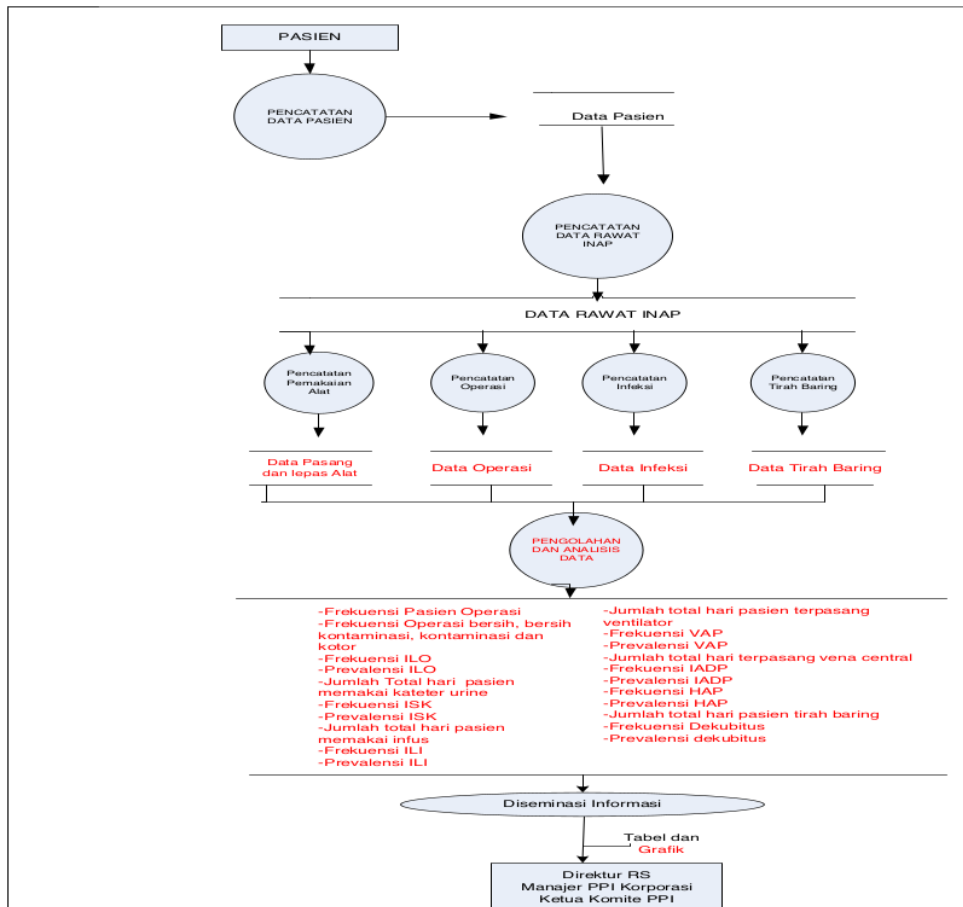 PASIEN
PENCATATAN
DATA PASIEN
Data Pasien
PENCATATAN
DATA RAWAT
INAP
DATA RAWAT INAP
Pencatatan
Pemakaian
Alat
Pencatatan
Operasi
Pencatatan
Infeksi
Pencatatan
Tirah Baring
Data Pasang
dan lepas Alat
Data Operasi
Data Infeksi
Data Tirah Baring
PENGOLAHAN
DAN ANALISIS
DATA
-Frekuensi Pasien Operasi
-Frekuensi Operasi bersih, bersih
kontaminasi, kontaminasi dan
kotor
-Frekuensi ILO
-Prevalensi ILO
-Jumlah Total hari pasien
memakai kateter urine
-Frekuensi ISK
-Prevalensi ISK
-Jumlah total hari pasien
memakai infus
-Frekuensi ILI
-Prevalensi ILI
-Jumlah total hari pasien terpasang
ventilator
-Frekuensi VAP
-Prevalensi VAP
-Jumlah total hari terpasang vena central
-Frekuensi IADP
-Prevalensi IADP
-Frekuensi HAP
-Prevalensi HAP
-Jumlah total hari pasien tirah baring
-Frekuensi Dekubitus
-Prevalensi dekubitus
Diseminasi Informasi
Tabel dan
Grafik
Direktur RS
Manajer PPI Korporasi
Ketua Komite PPI